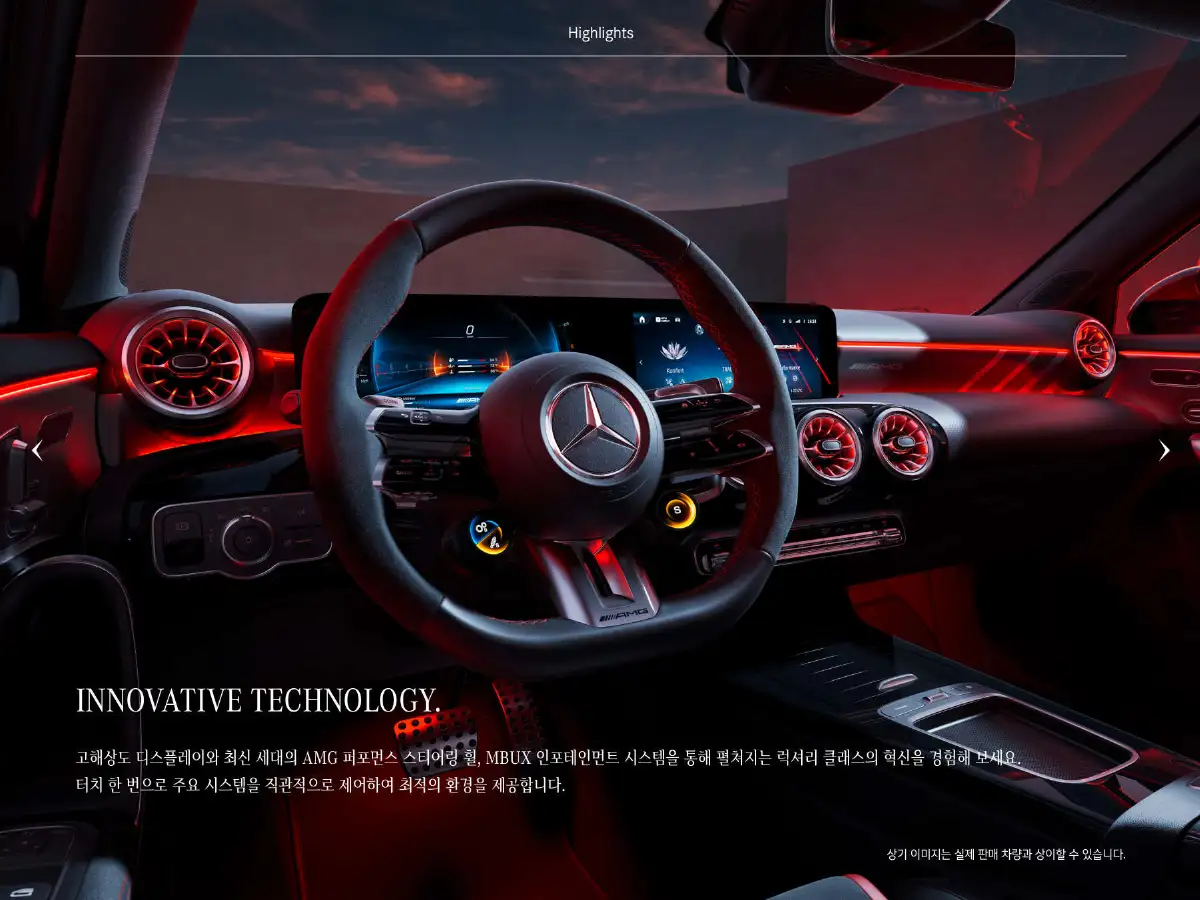 Highlights
0
Komfort
S
AMG
INNOVATIVE TECHNOLOGY.
고해상도 디스플레이와 최신 세대의 AMG 퍼포먼스 스티어링 휠, MBUX 인포테인먼트 시스템을 통해 펼쳐지는 럭셔리 클래스의 혁신을 경험해 보세요.
터치 한 번으로 주요 시스템을 직관적으로 제어하여 최적의 환경을 제공합니다.
상기 이미지는 실제 판매 차량과 상이할 수 있습니다.